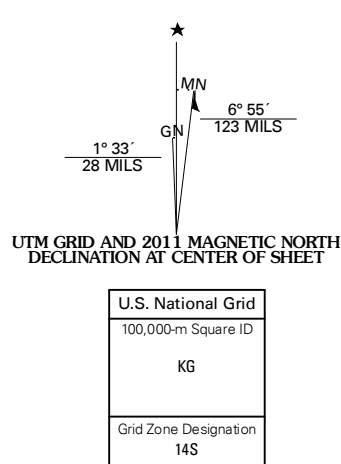 ★
MN
6° 55´
123 MILS
GN
1° 33´
28 MILS
UTM GRID AND 2011 MAGNETIC NORTH
DECLINATION AT CENTER OF SHEET
U.S. National Grid
100,000-m Square ID
KG
Grid Zone Designation
14S